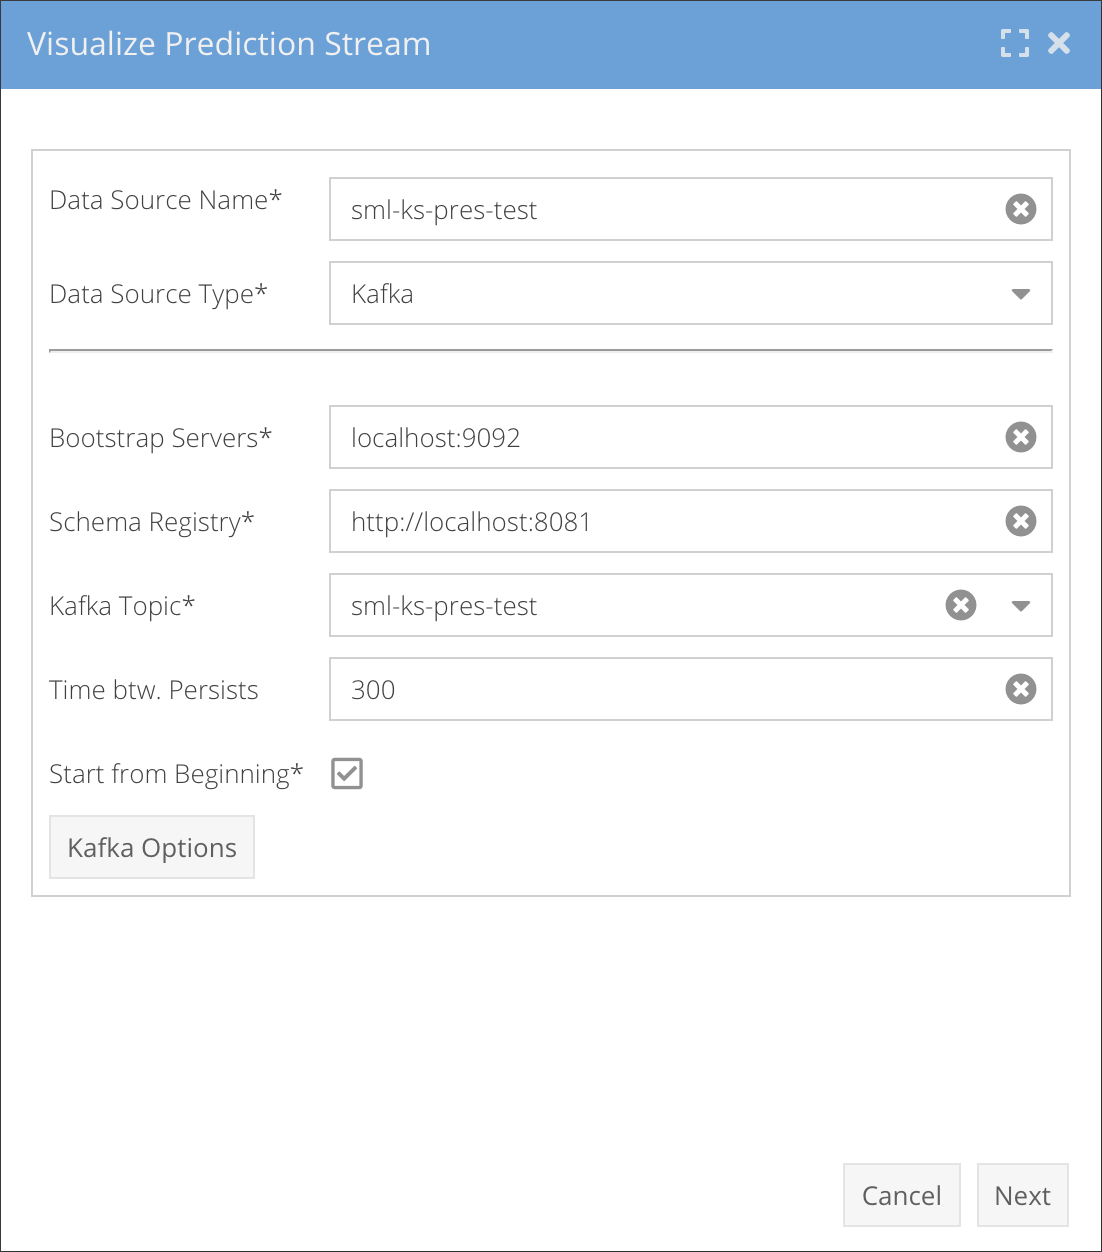 Visualize Prediction Stream
Data Source Name*
sml-ks-pres-test
Data Source Type*
Kafka
Bootstrap Servers*
localhost:9092
Schema Registry*
http://localhost:8081
Kafka Topic*
sml-ks-pres-test
Time btw. Persists
300
Start from Beginning*
Kafka Options
Cancel
Next